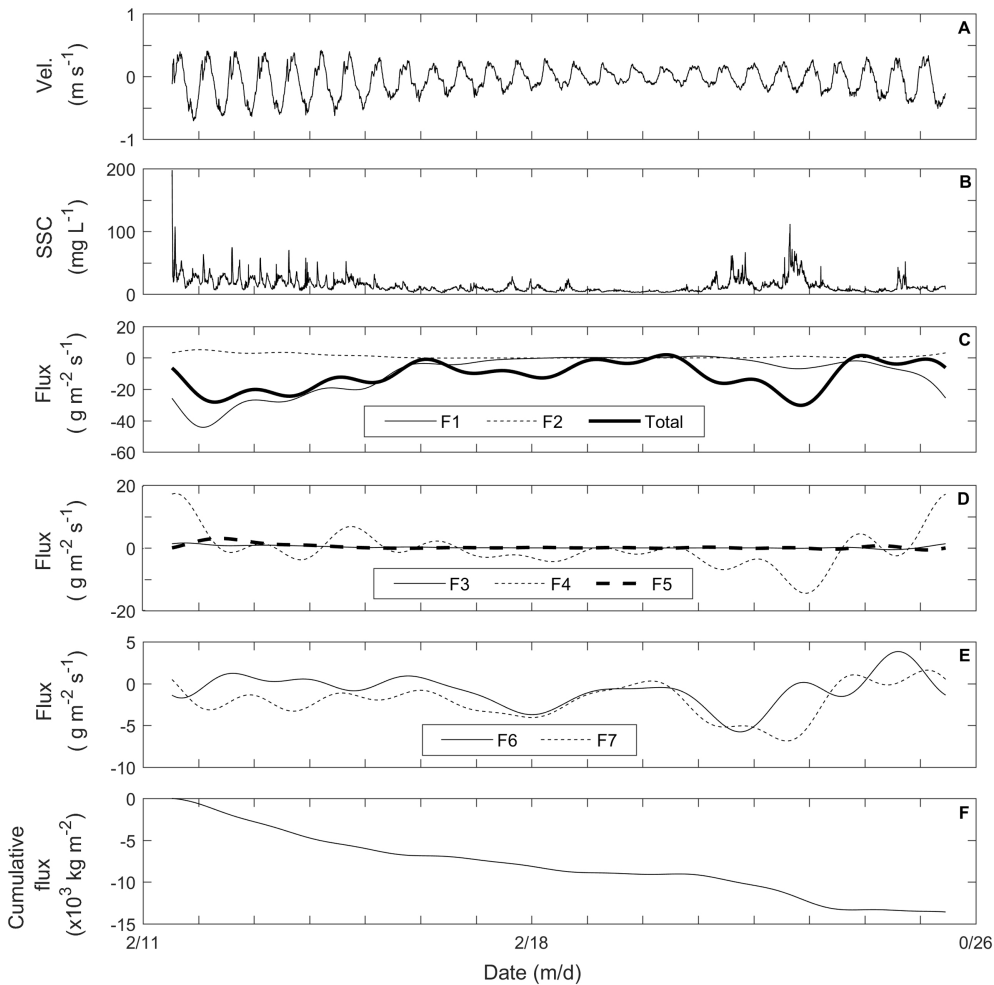 A
1
0
-1
Vel.
(m s-1)
B
200
100
0
SSC
(mg L-1)
C
20
0
-20
-40
-60
Flux
( g m-2 s-1)
F1 F2 Total
D
20
0
-20
Flux
( g m-2 s-1)
F3 F4 F5
E
5
0
-5
-10
Flux
( g m-2 s-1)
F6 F7
F
0
-5
-10
-15
Cumulative
flux
(x103 kg m-2)
2/11 2/18 0/26
Date (m/d)